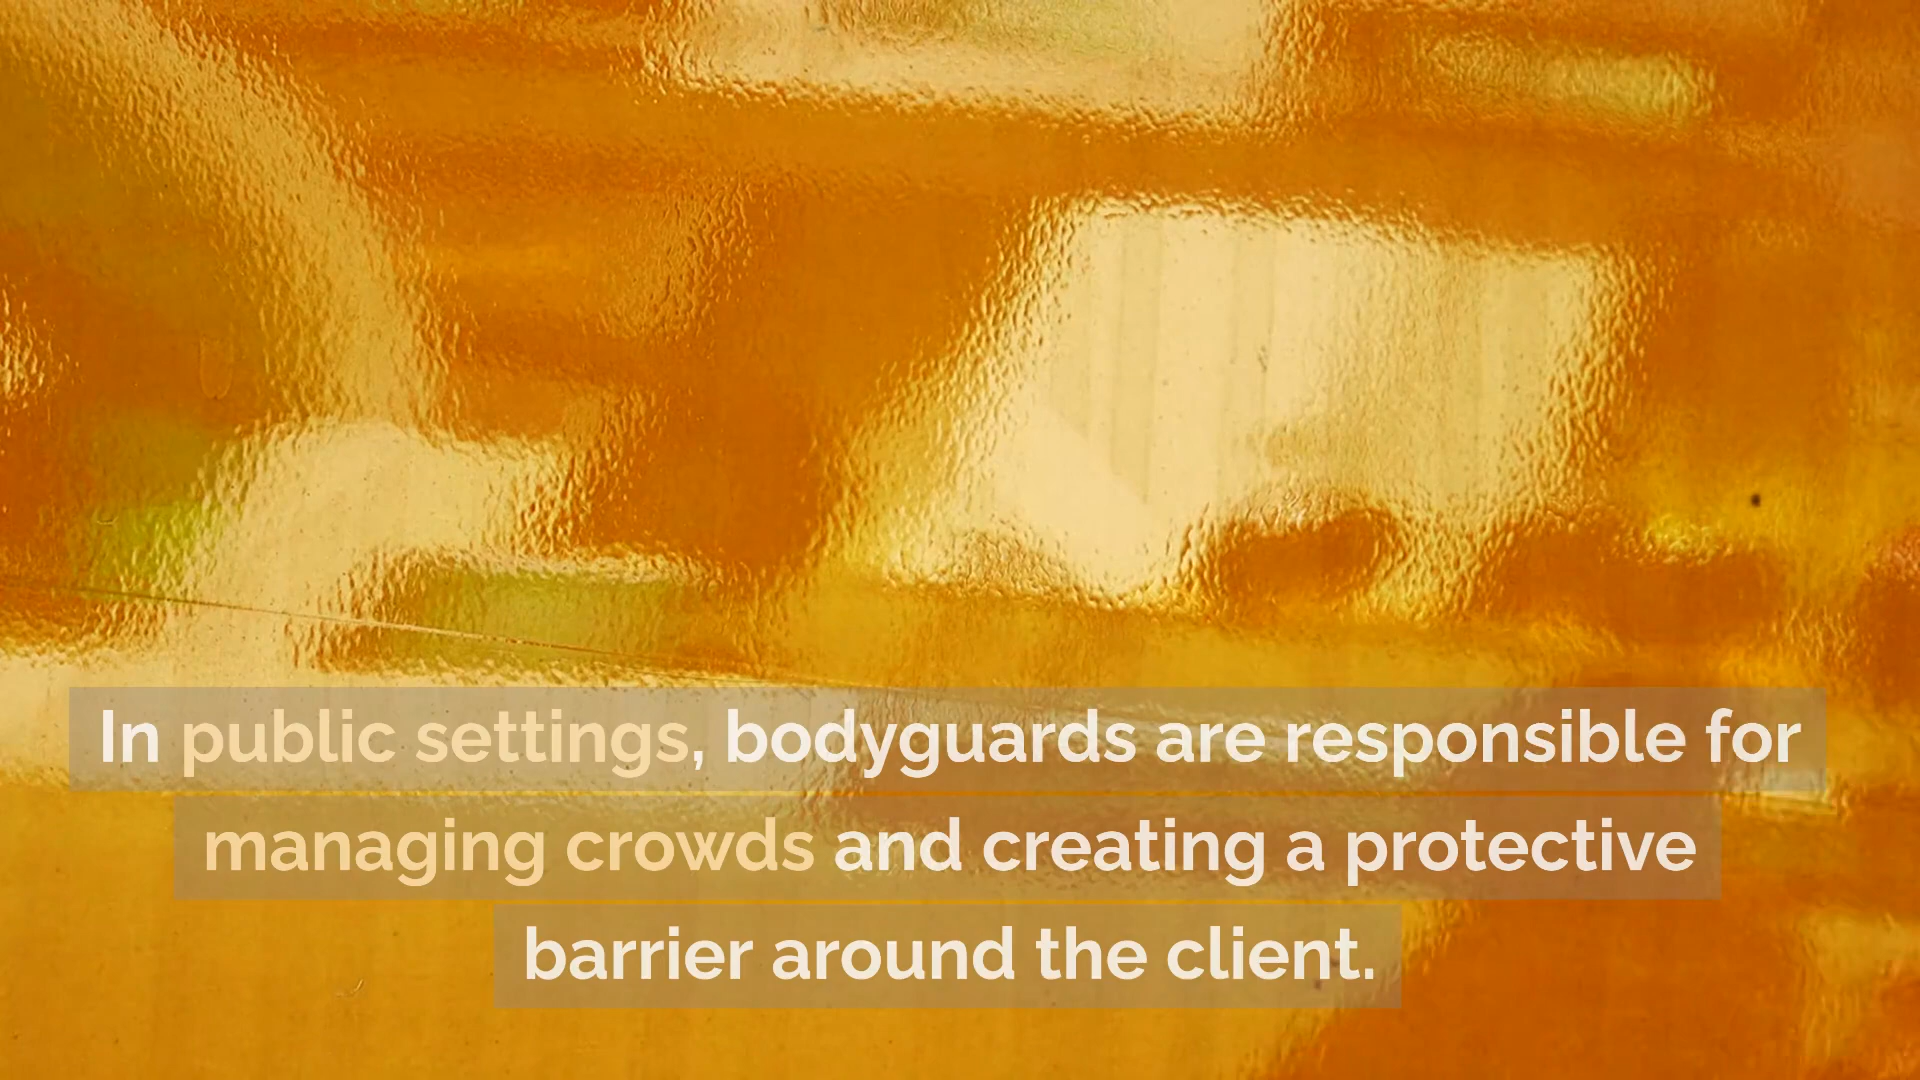 In public settings, bodyguards are responsible for
managing crowds and creating a protective
barrier around the client.